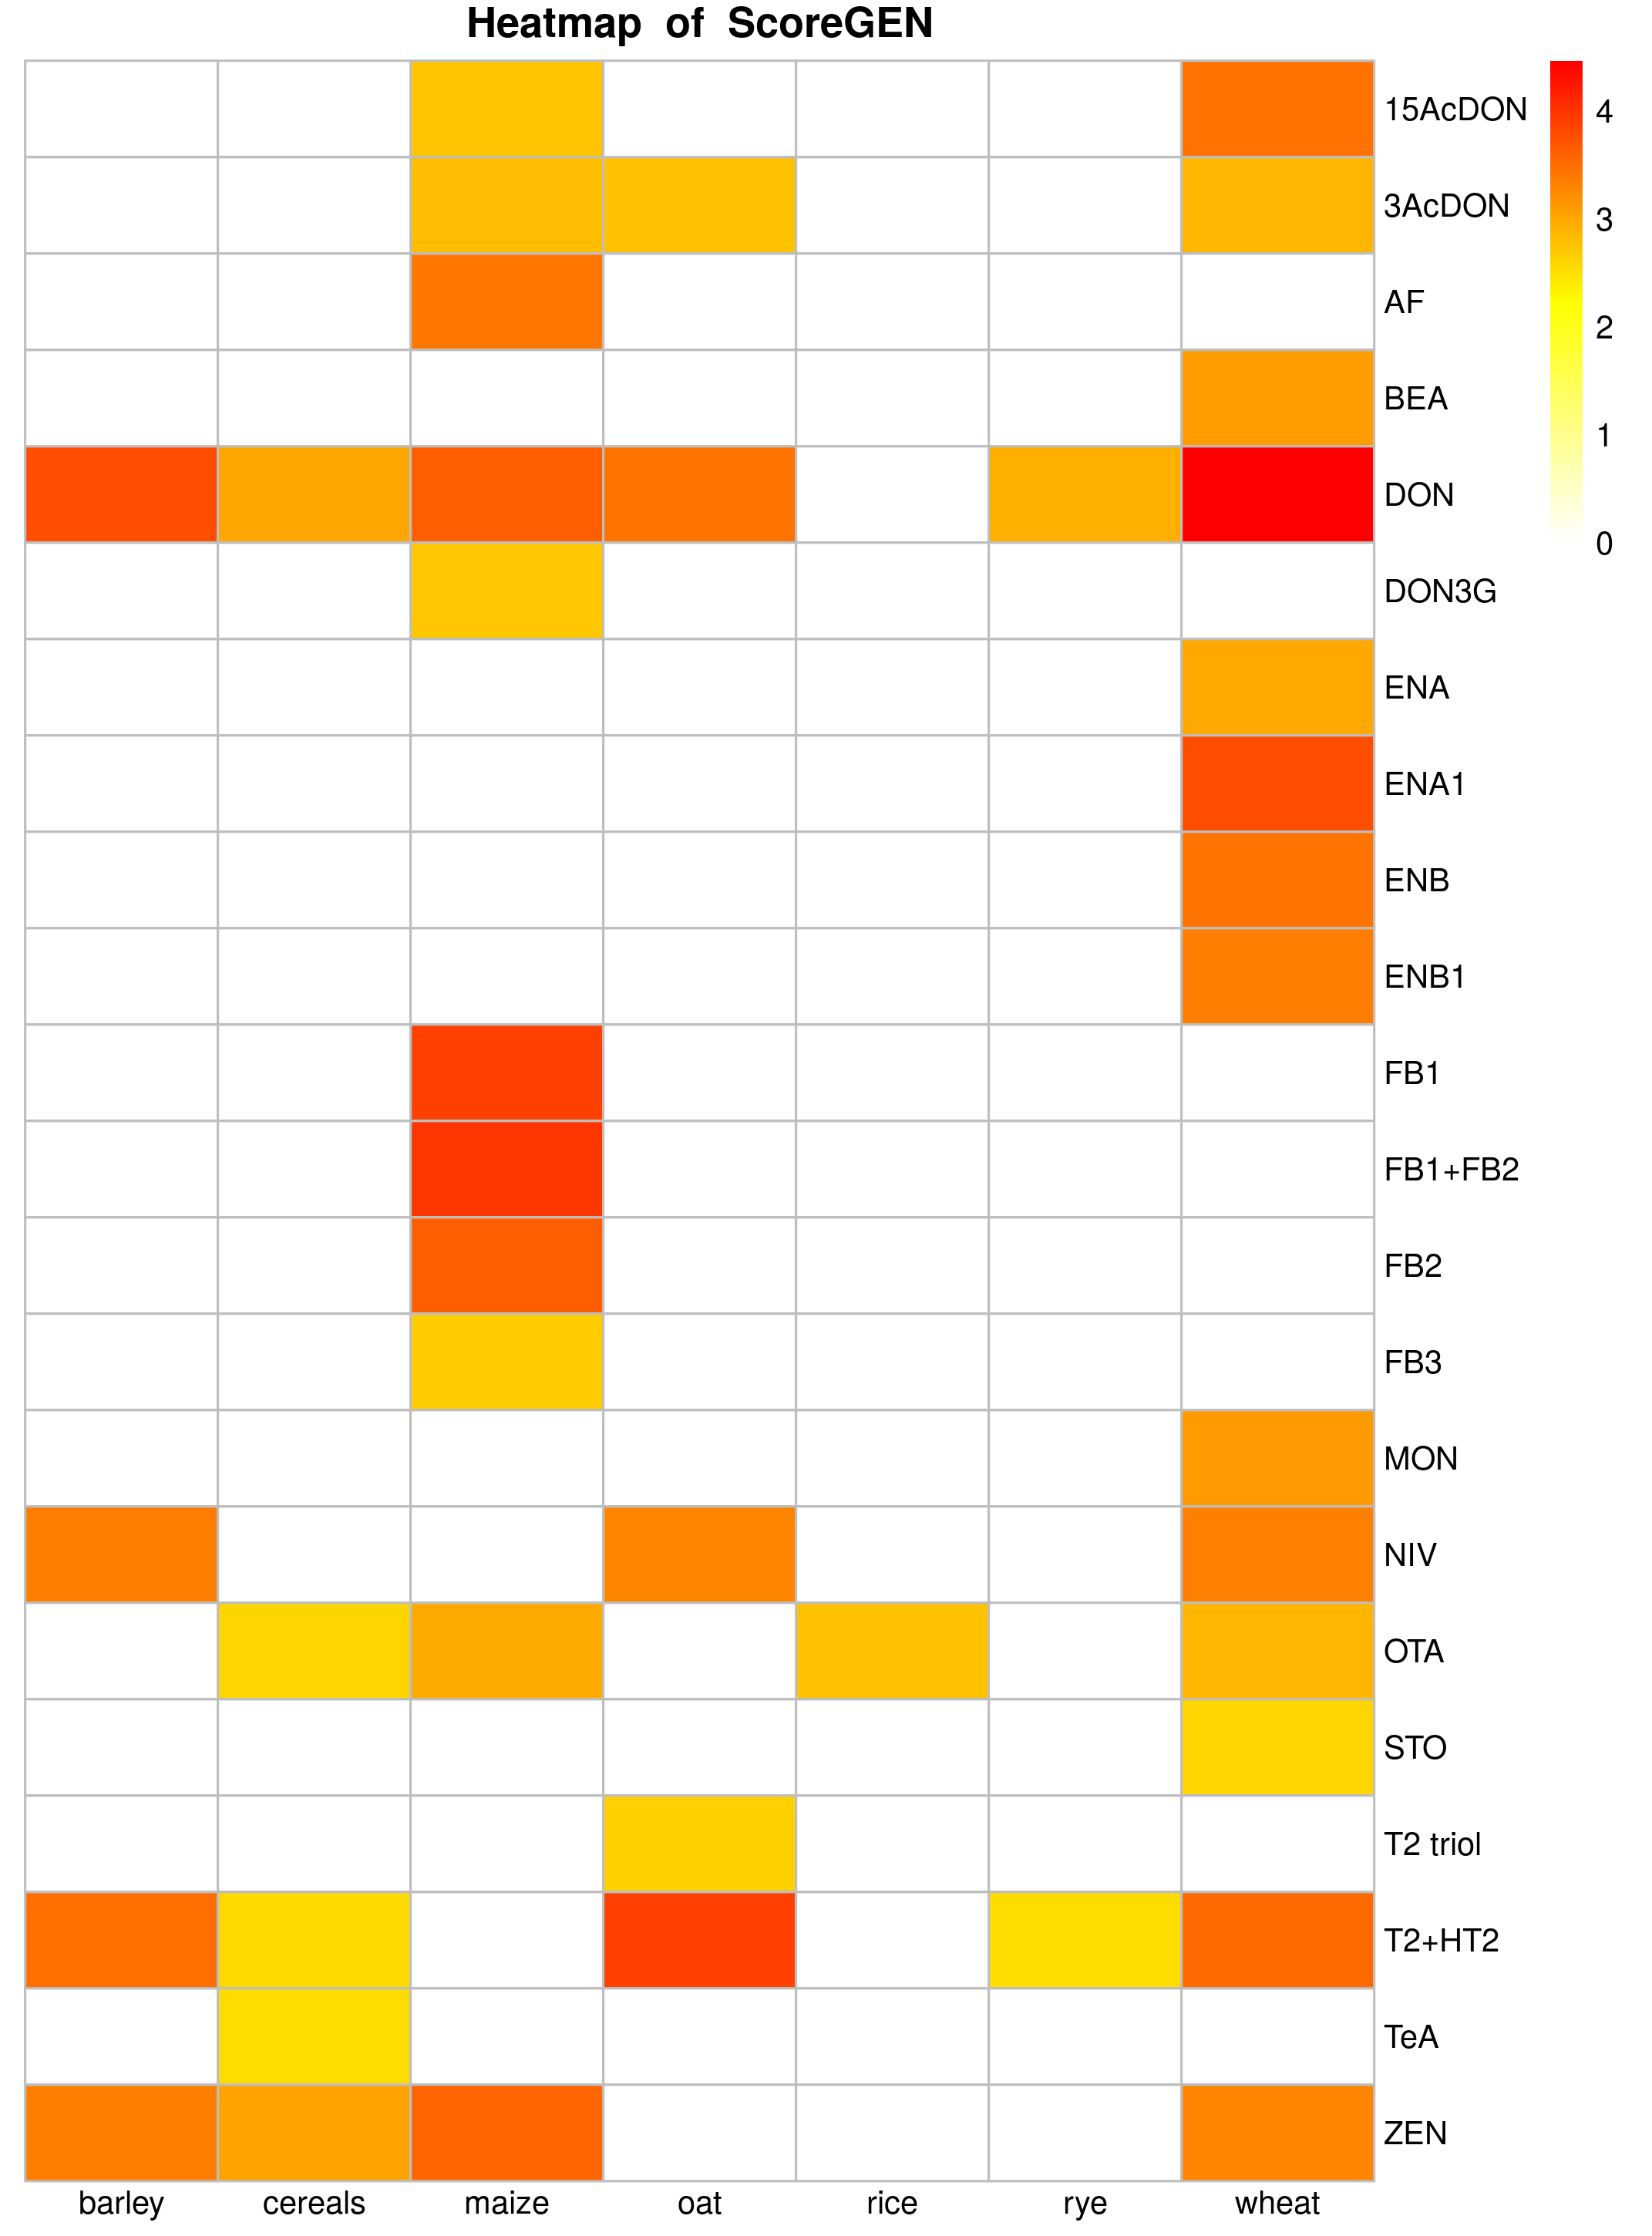 Heatmap of ScoreGEN
15AcDON
3AcDON
AF
BEA
DON
DON3G
ENA
ENA1
ENB
ENB1
FB1
FB1+FB2
FB2
FB3
MON
NIV
OTA
STO
T2 triol
T2+HT2
TeA
ZEN
4
3
2
1
0
barley cereals maize oat rice rye wheat